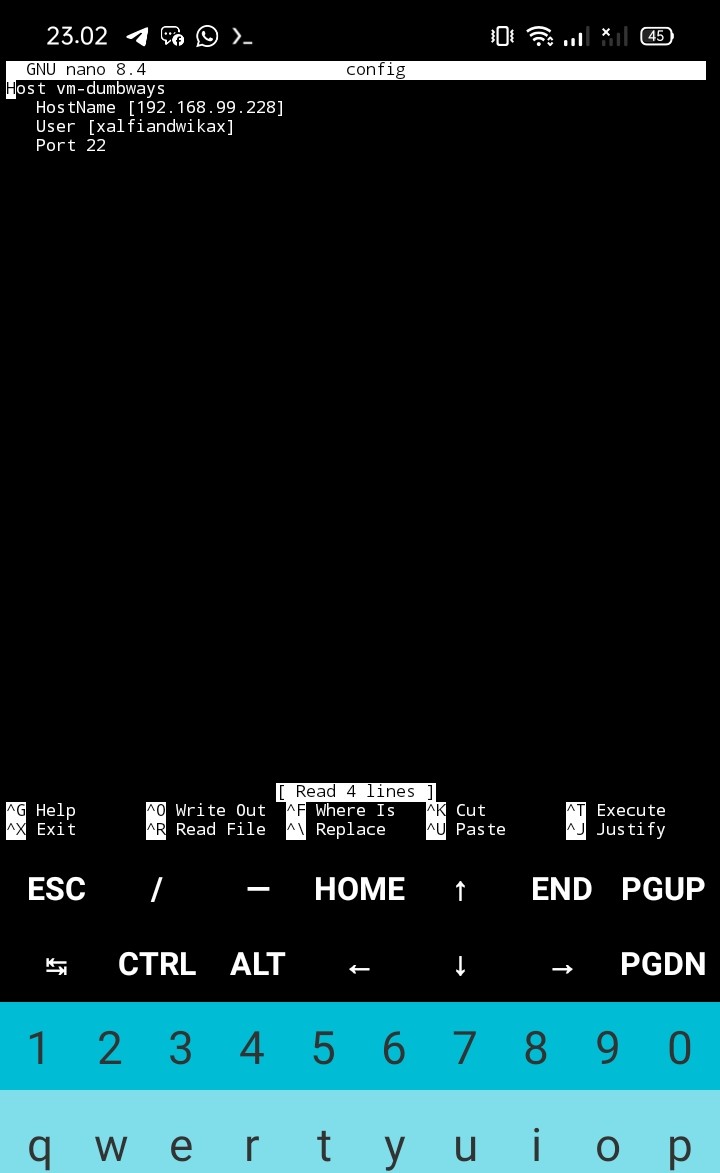 23.02 45
GNU nano 8.4 config
Host vm-dumbways
HostName [192.168.99.228]
User [xalfiandwikax]
Port 22
[ Read 4 lines ]
^G Help ^O Write Out ^F Where Is ^K Cut ^T Execute
^X Exit ^R Read File ^\ Replace ^U Paste ^J Justify
ESC / — HOME ↑ END PGUP
↹ CTRL ALT ← ↓ → PGDN
1 2 3 4 5 6 7 8 9 0
q w e r t y u i o p